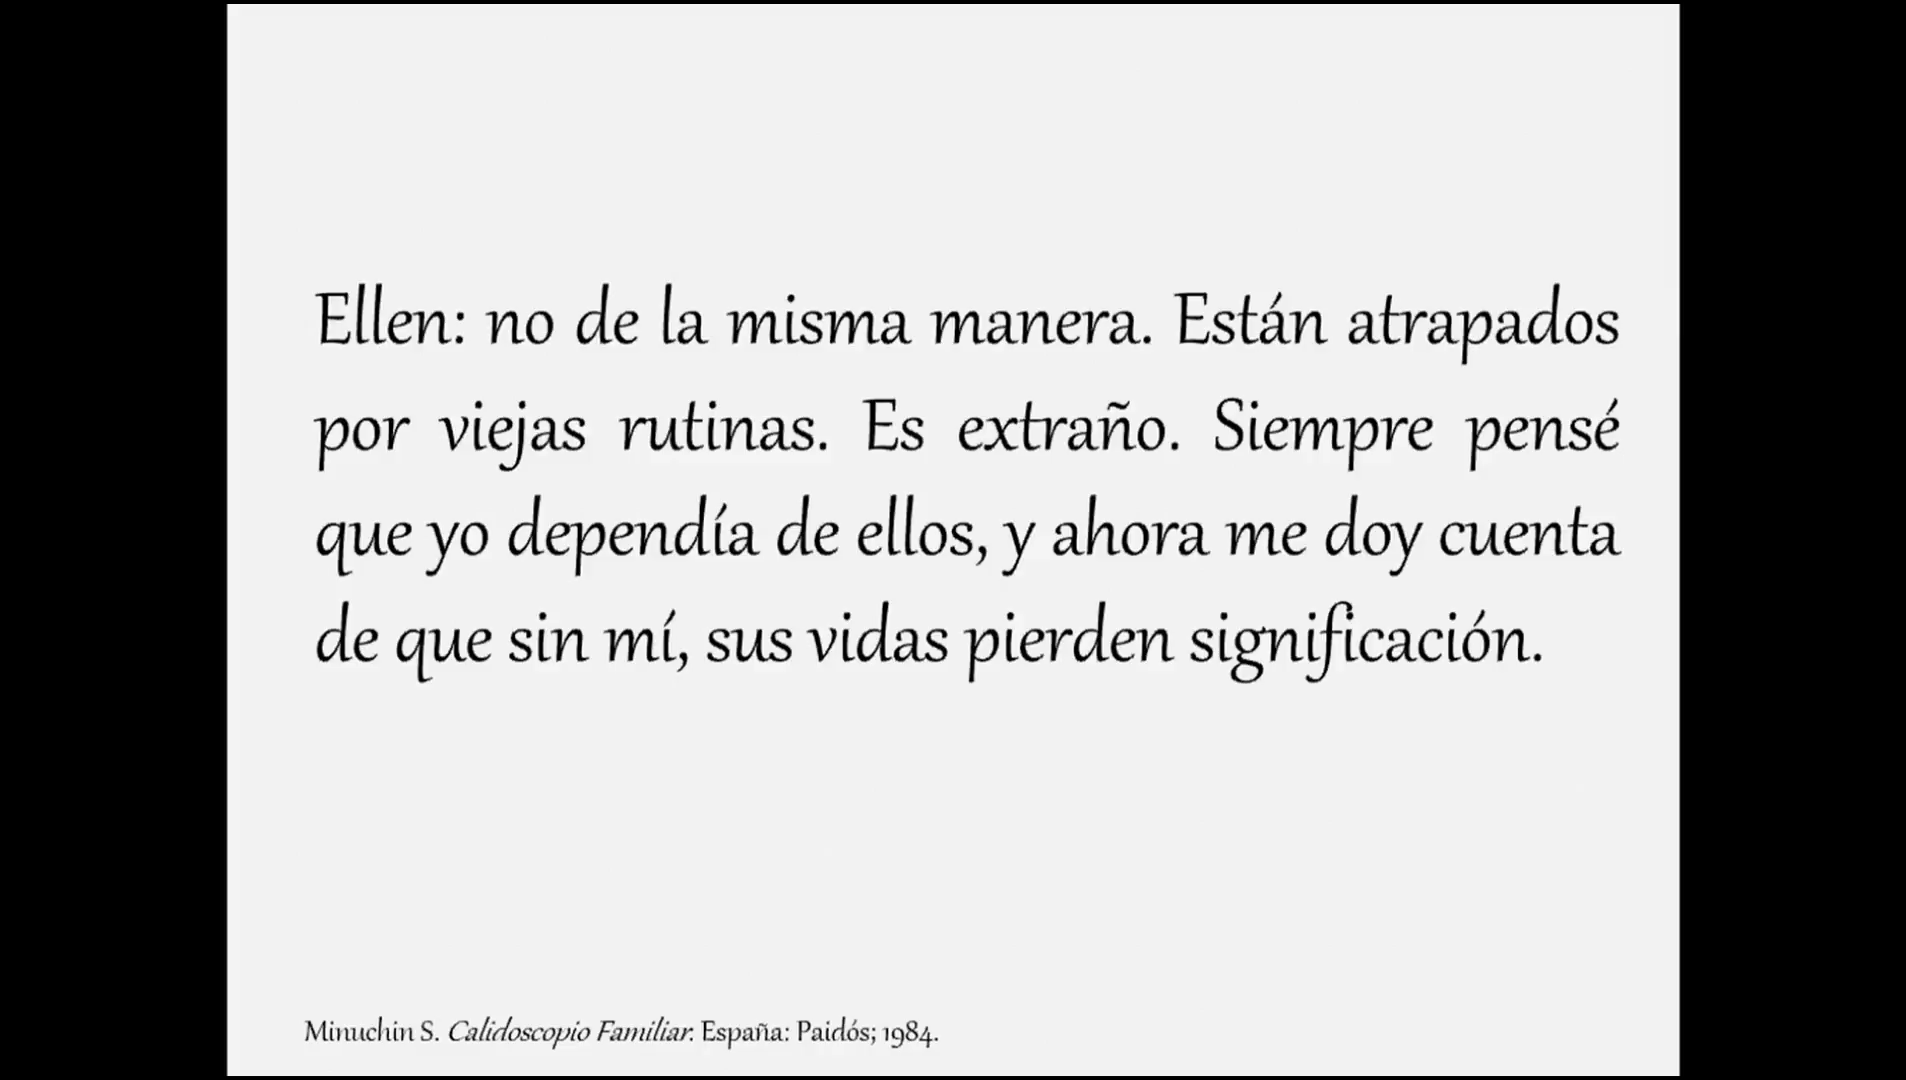 Ellen: no de la misma manera. Están atrapados
por viejas rutinas. Es extraño. Siempre pensé
que yo dependía de ellos, y ahora me doy cuenta
de que sin mí, sus vidas pierden significación.
Minuchin S. Calidoscopio Familiar. España: Paidós; 1984.